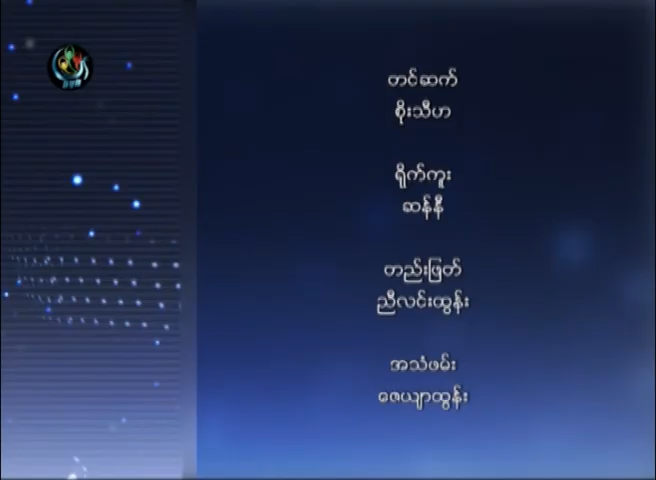 တင်ဆက်
စိုးသီဟ
ရိုက်ကူး
ဆန်နီ
တည်းဖြတ်
ညီလင်းထွန်း
အသံဖမ်း
ဇေယျာထွန်း